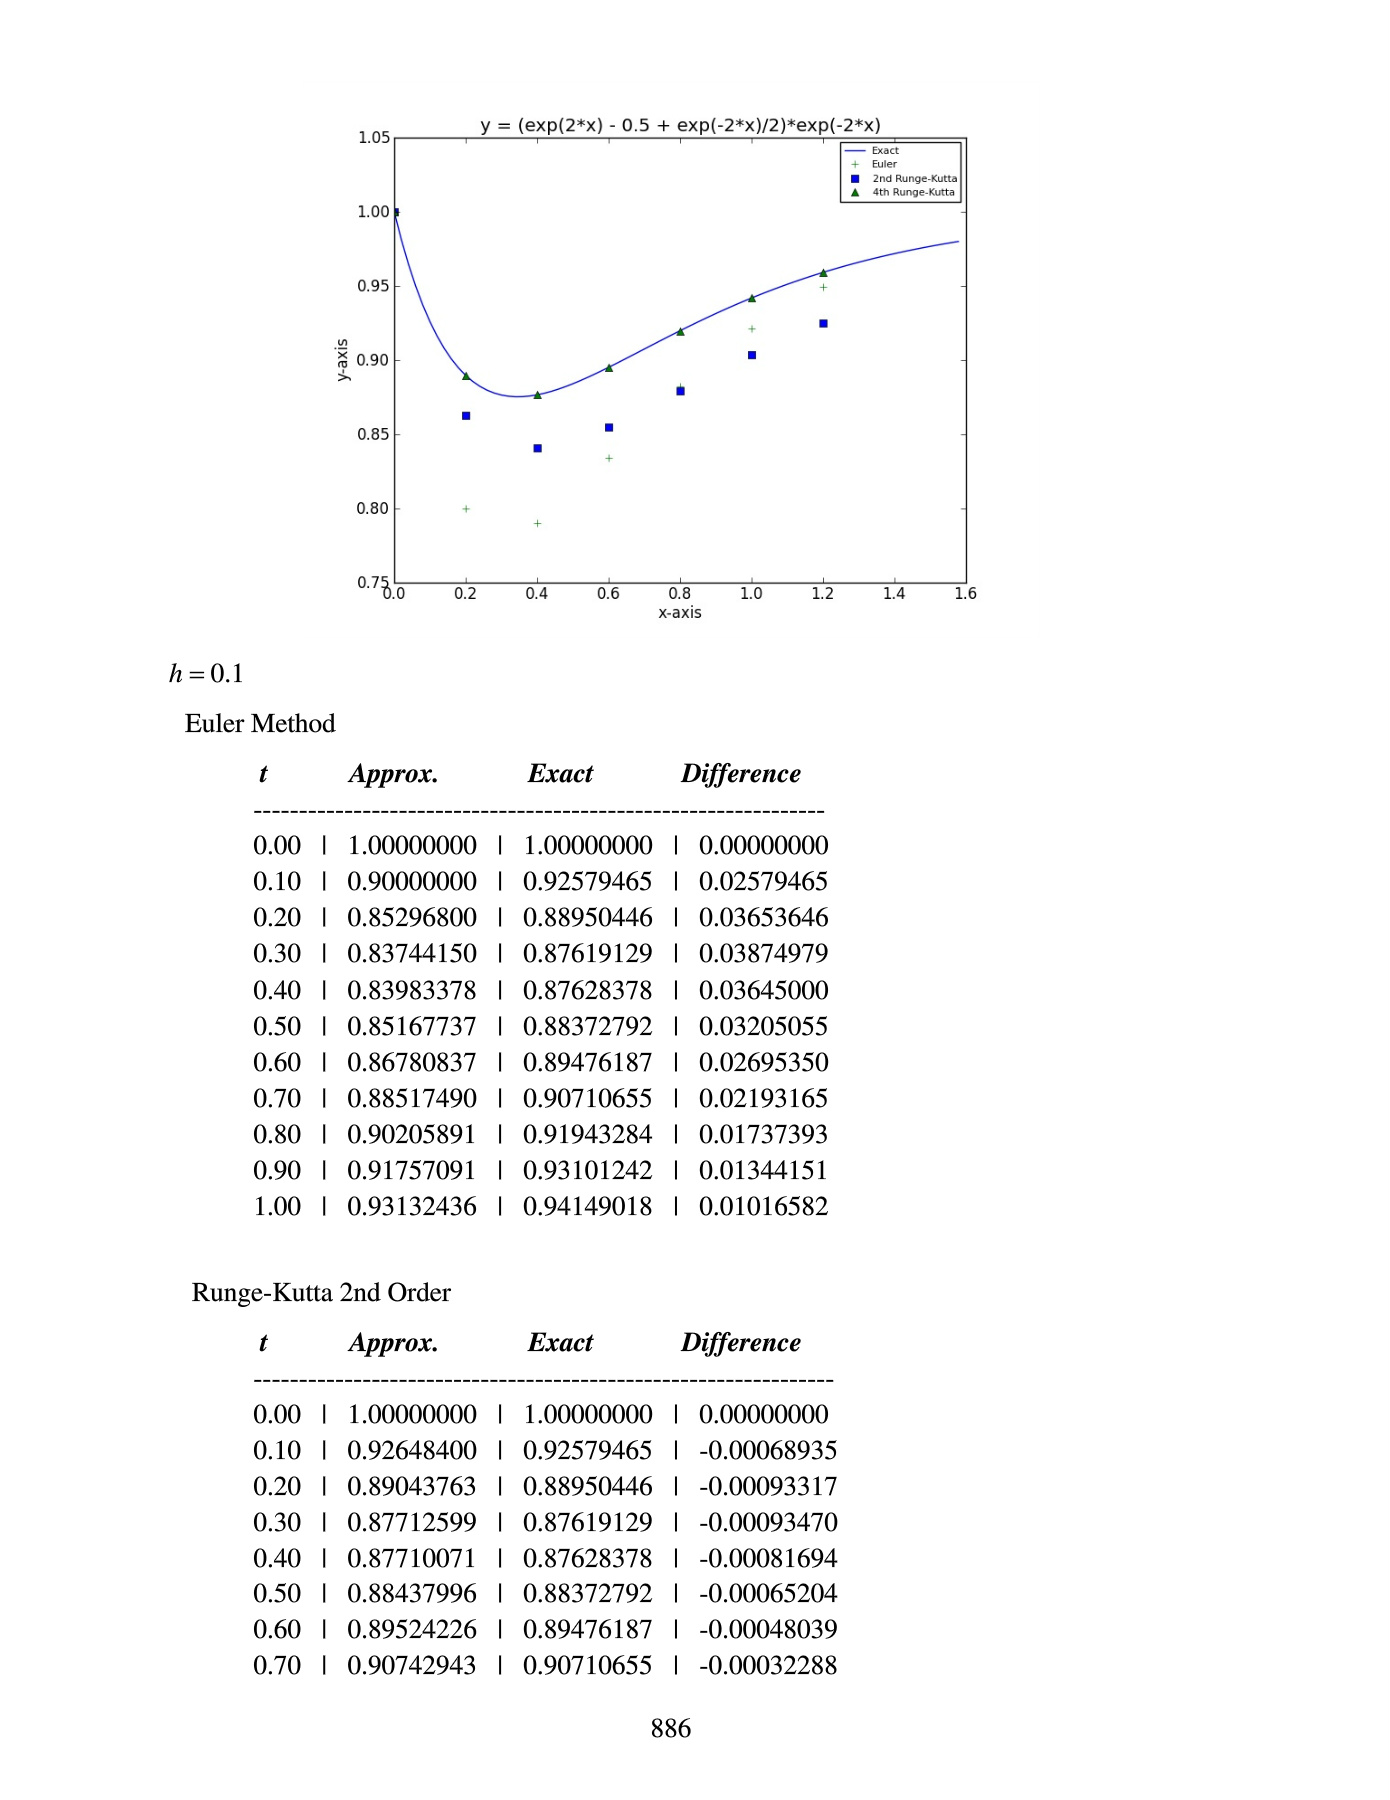 y = (exp(2*x) - 0.5 + exp(-2*x)/2)*exp(-2*x)
1.05
1.00
0.95
0.90
0.85
0.80
0.75
y-axis
Exact
Euler
2nd Runge-Kutta
4th Runge-Kutta
0.0 0.2 0.4 0.6 0.8 1.0 1.2 1.4 1.6
x-axis
h = 0.1
Euler Method
t Approx. Exact Difference
---------------------------------------------------------------
0.00 | 1.00000000 | 1.00000000 | 0.00000000
0.10 | 0.90000000 | 0.92579465 | 0.02579465
0.20 | 0.85296800 | 0.88950446 | 0.03653646
0.30 | 0.83744150 | 0.87619129 | 0.03874979
0.40 | 0.83983378 | 0.87628378 | 0.03645000
0.50 | 0.85167737 | 0.88372792 | 0.03205055
0.60 | 0.86780837 | 0.89476187 | 0.02695350
0.70 | 0.88517490 | 0.90710655 | 0.02193165
0.80 | 0.90205891 | 0.91943284 | 0.01737393
0.90 | 0.91757091 | 0.93101242 | 0.01344151
1.00 | 0.93132436 | 0.94149018 | 0.01016582
Runge-Kutta 2nd Order
t Approx. Exact Difference
----------------------------------------------------------------
0.00 | 1.00000000 | 1.00000000 | 0.00000000
0.10 | 0.92648400 | 0.92579465 | -0.00068935
0.20 | 0.89043763 | 0.88950446 | -0.00093317
0.30 | 0.87712599 | 0.87619129 | -0.00093470
0.40 | 0.87710071 | 0.87628378 | -0.00081694
0.50 | 0.88437996 | 0.88372792 | -0.00065204
0.60 | 0.89524226 | 0.89476187 | -0.00048039
0.70 | 0.90742943 | 0.90710655 | -0.00032288
886